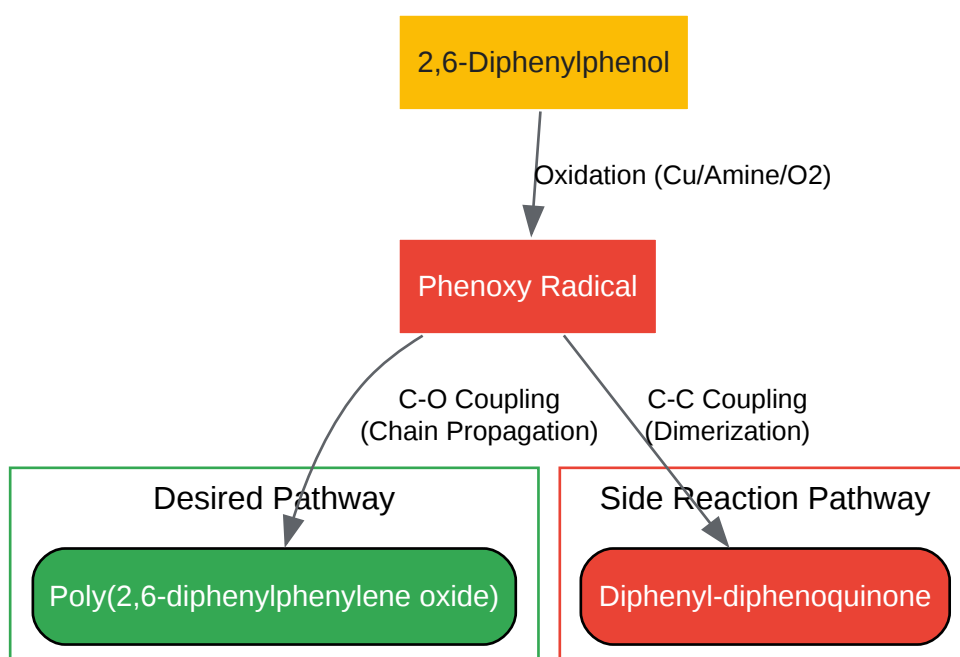 2,6-Diphenylphenol
Oxidation (Cu/Amine/O2)
Phenoxy Radical
C-O Coupling
(Chain Propagation)
C-C Coupling
(Dimerization)
Desired Pathway
Poly(2,6-diphenylphenylene oxide)
Side Reaction Pathway
Diphenyl-diphenoquinone